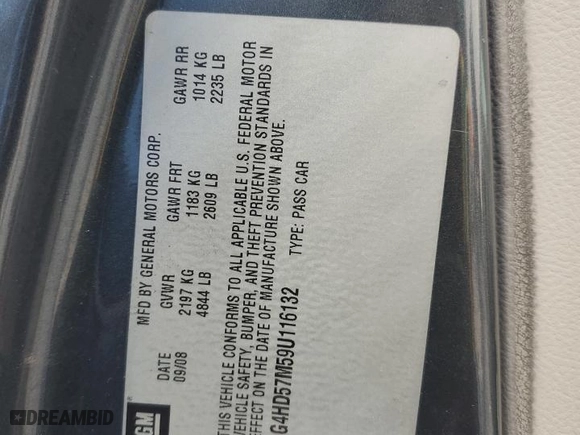 GM
MFD BY GENERAL MOTORS CORP.
DATE GVWR GAWR FRT GAWR RR
09/08 2197 KG 1183 KG 1014 KG
4844 LB 2609 LB 2235 LB
THIS VEHICLE CONFORMS TO ALL APPLICABLE U.S. FEDERAL MOTOR
VEHICLE SAFETY, BUMPER, AND THEFT PREVENTION STANDARDS IN
EFFECT ON THE DATE OF MANUFACTURE SHOWN ABOVE.
G4HD57M59U116132 TYPE: PASS CAR
DREAMBID